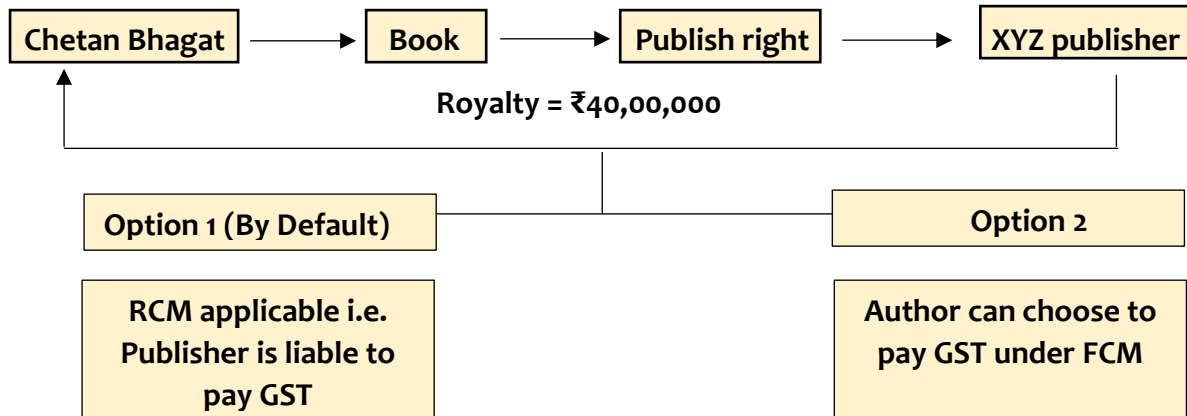 Chetan Bhagat
Book
Publish right
XYZ publisher
Royalty = ₹40,00,000
Option 1 (By Default)
Option 2
RCM applicable i.e.
Publisher is liable to
pay GST
Author can choose to
pay GST under FCM